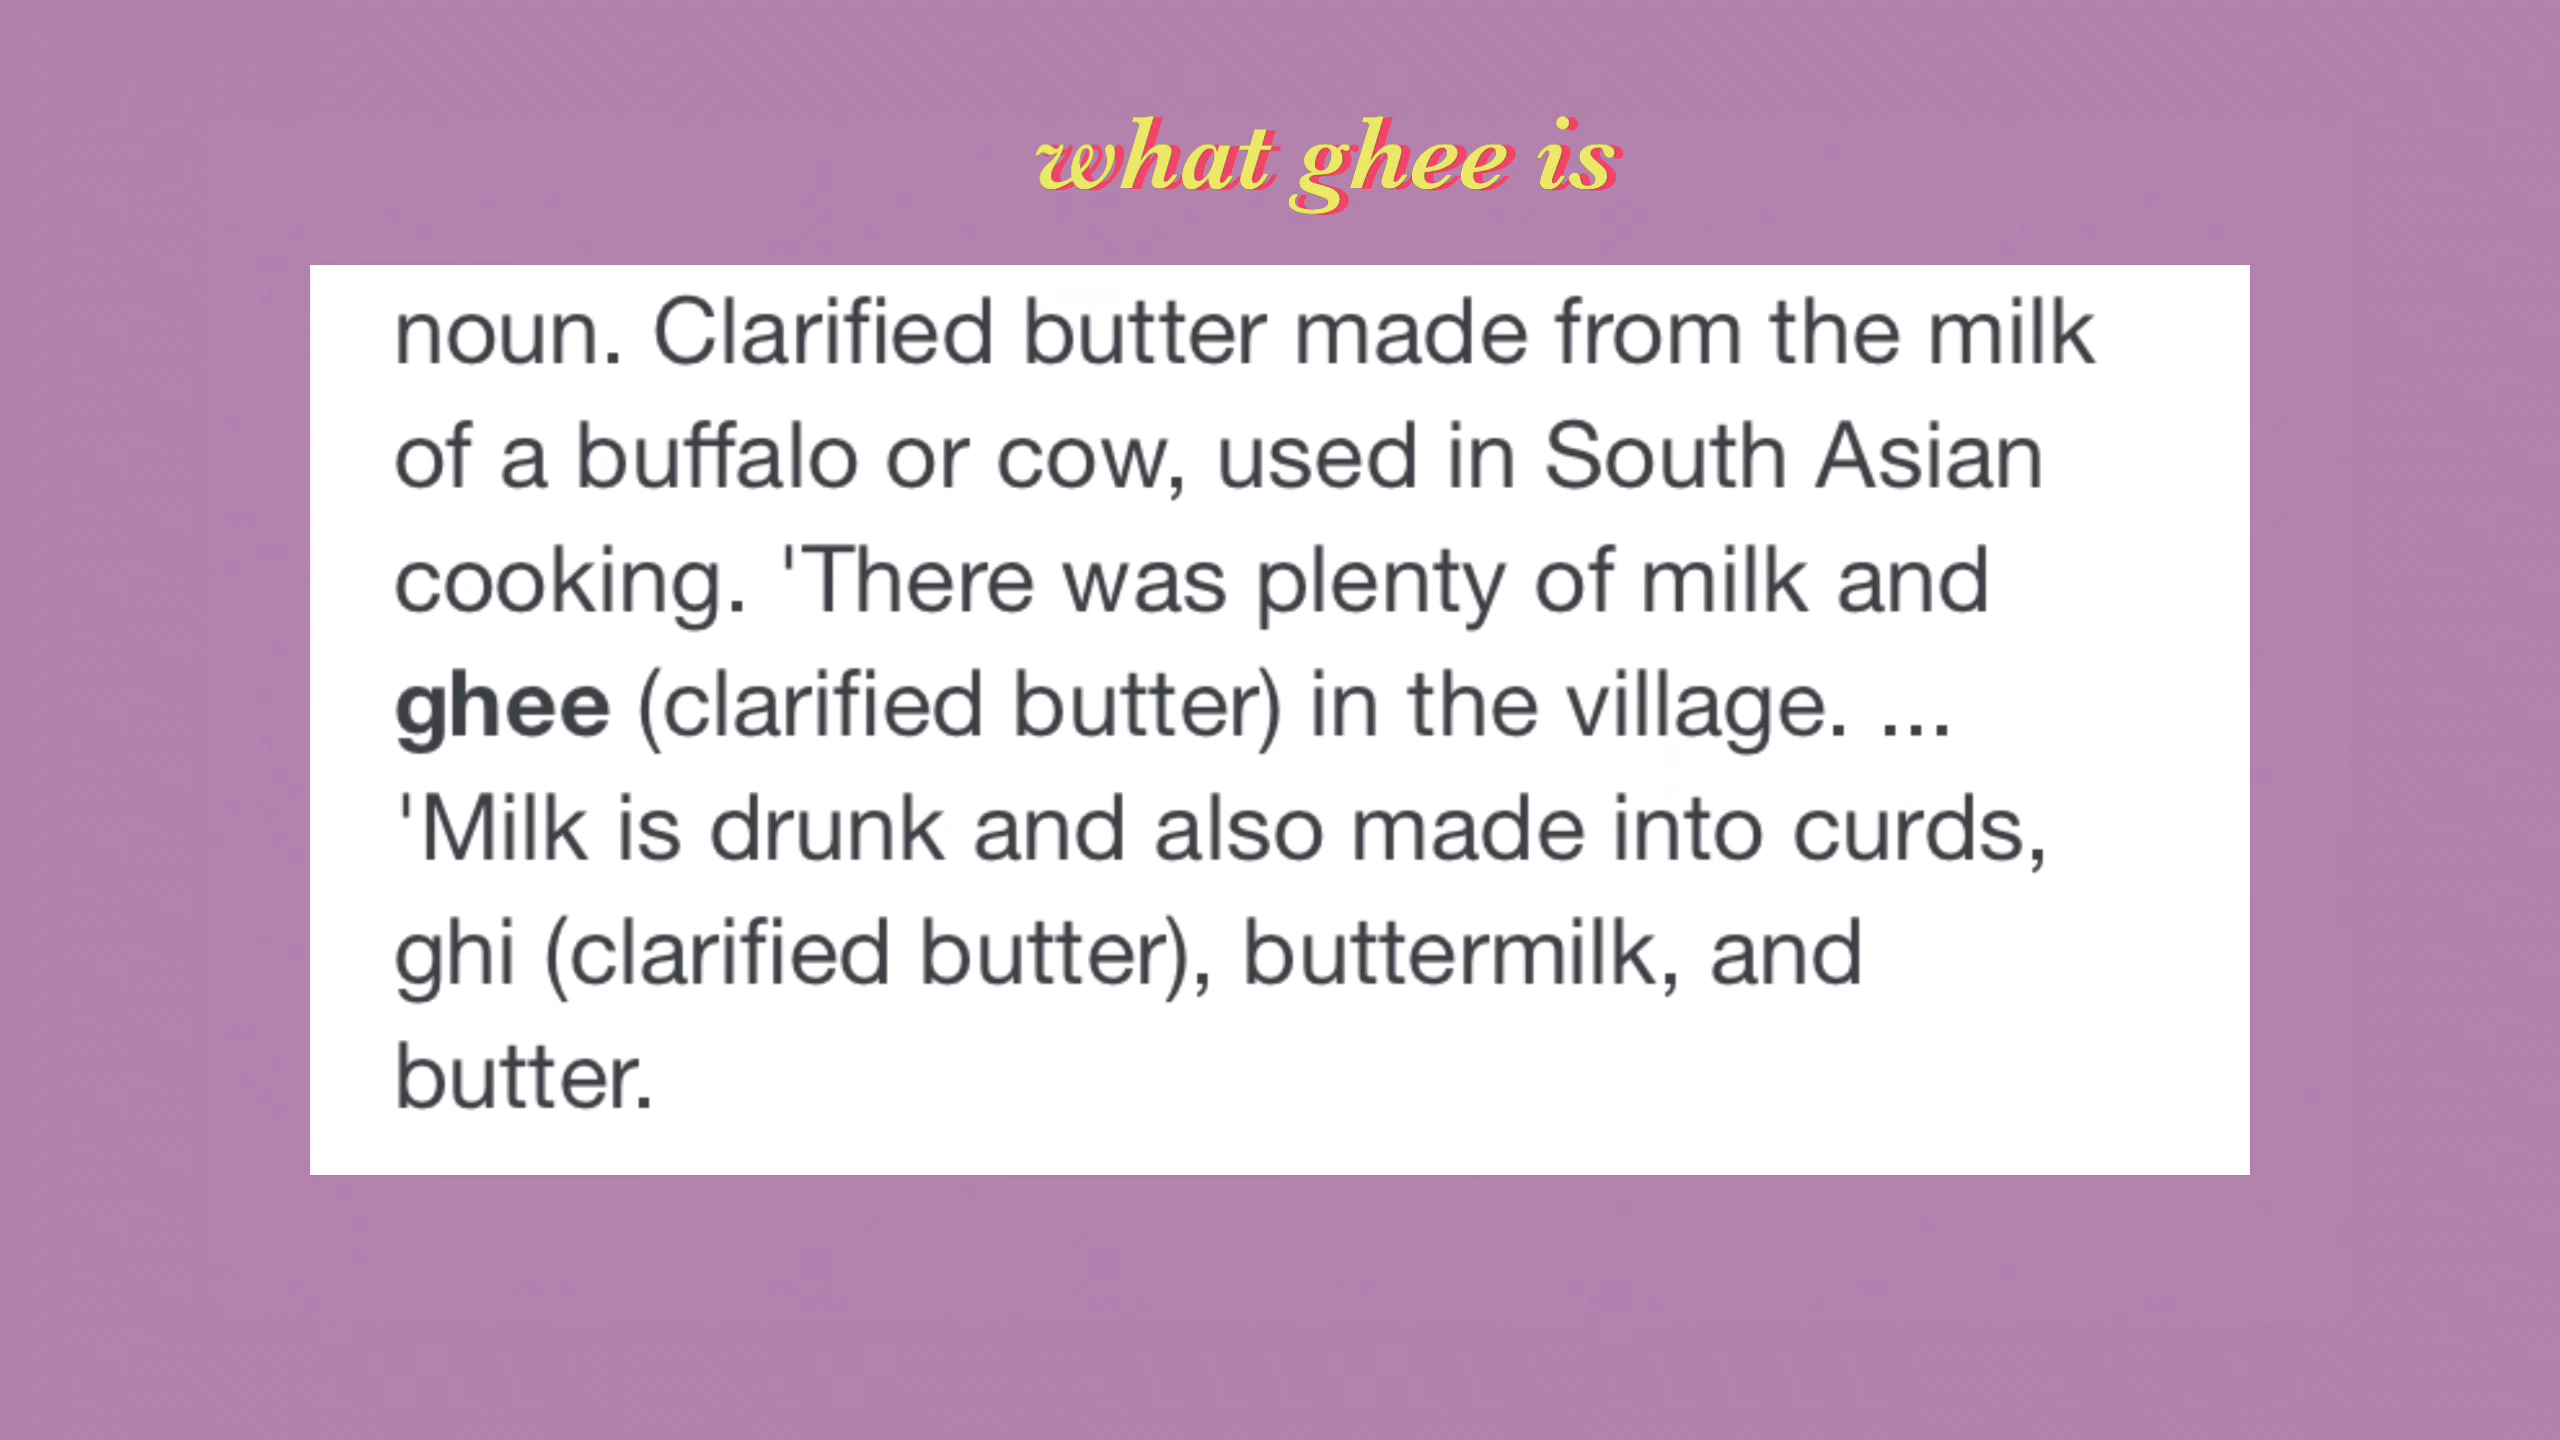 what ghee is
noun. Clarified butter made from the milk
of a buffalo or cow, used in South Asian
cooking. 'There was plenty of milk and
ghee (clarified butter) in the village. ...
'Milk is drunk and also made into curds,
ghi (clarified butter), buttermilk, and
butter.